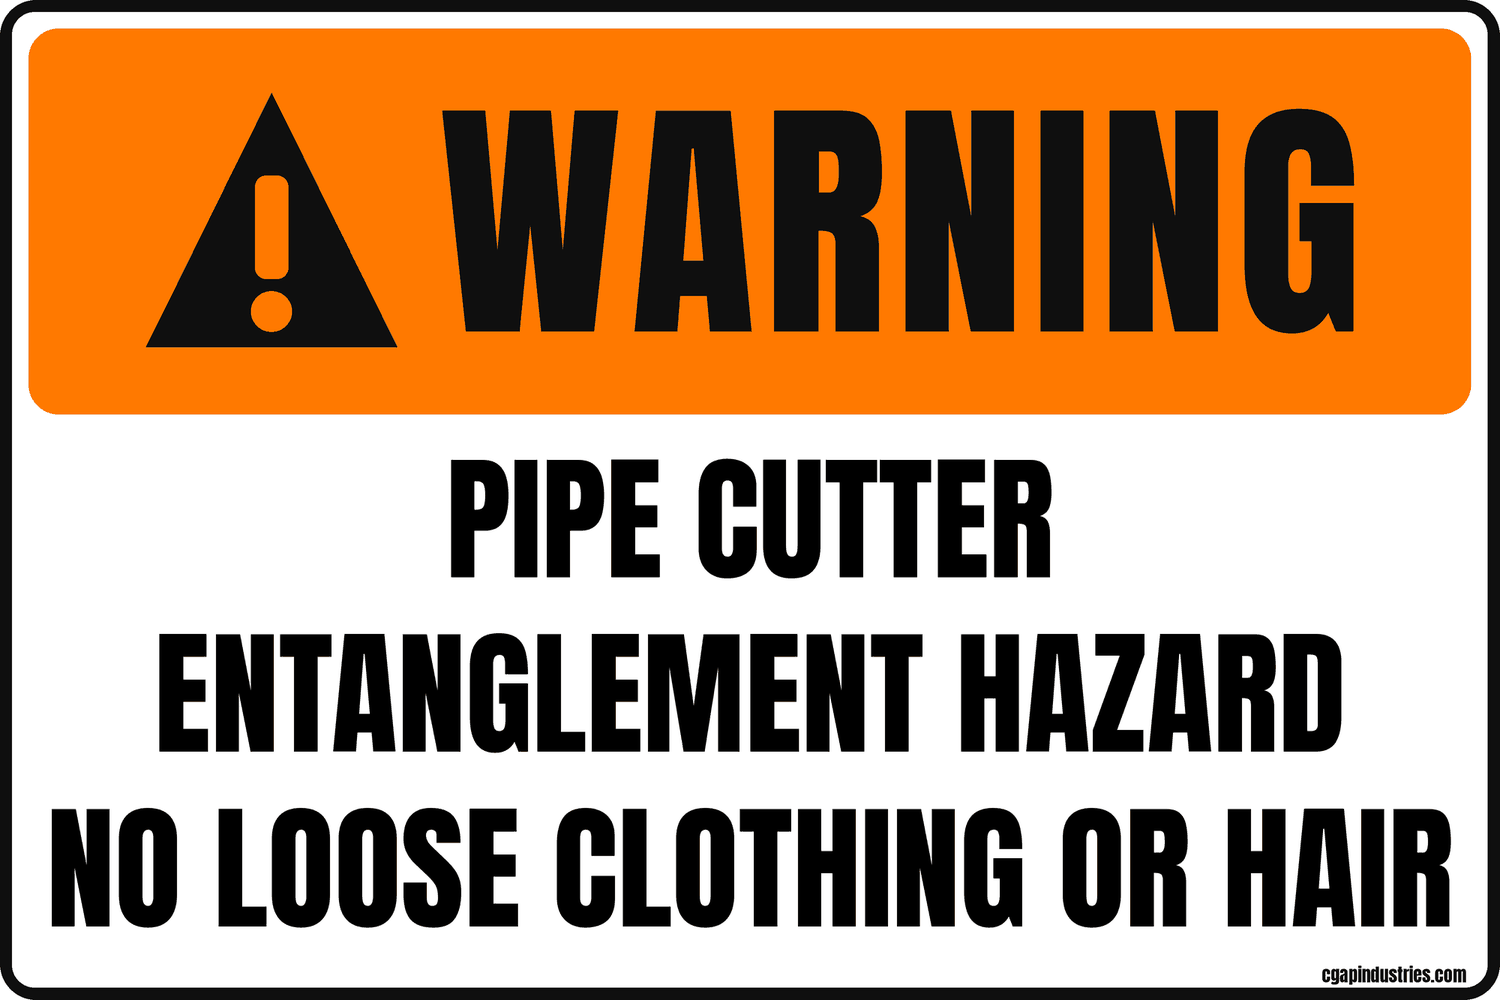 WARNING
PIPE CUTTER
ENTANGLEMENT HAZARD
NO LOOSE CLOTHING OR HAIR
cgapindustries.com